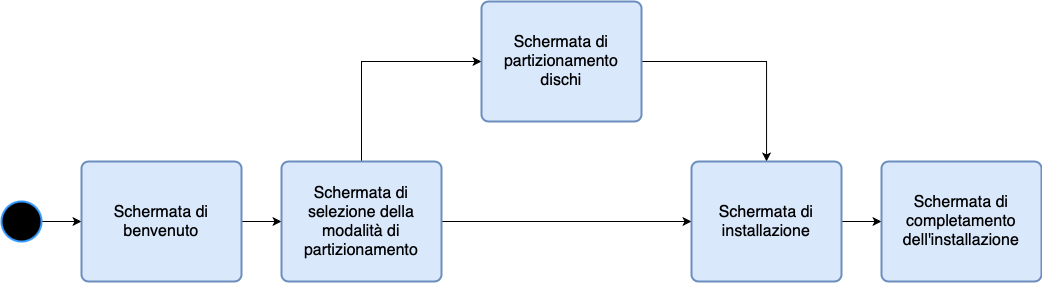 Schermata di
partizionamento
dischi
Schermata di
benvenuto
Schermata di
selezione della
modalità di
partizionamento
Schermata di
installazione
Schermata di
completamento
dell'installazione